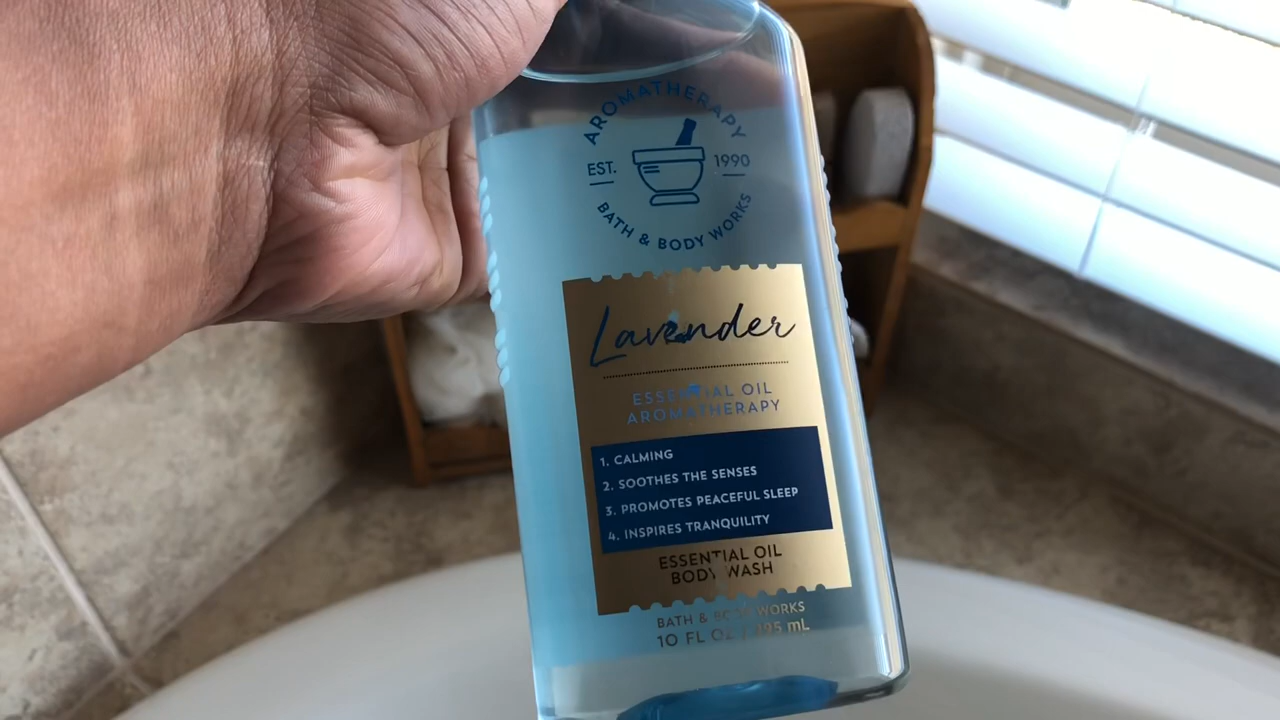 AROMATHERAPY
EST. 1990
BATH & BODY WORKS
Lavender
ESSENTIAL OIL
AROMATHERAPY
1. CALMING
2. SOOTHES THE SENSES
3. PROMOTES PEACEFUL SLEEP
4. INSPIRES TRANQUILITY
ESSENTIAL OIL
BODY WASH
BATH & BODY WORKS
10 FL OZ / 295 mL